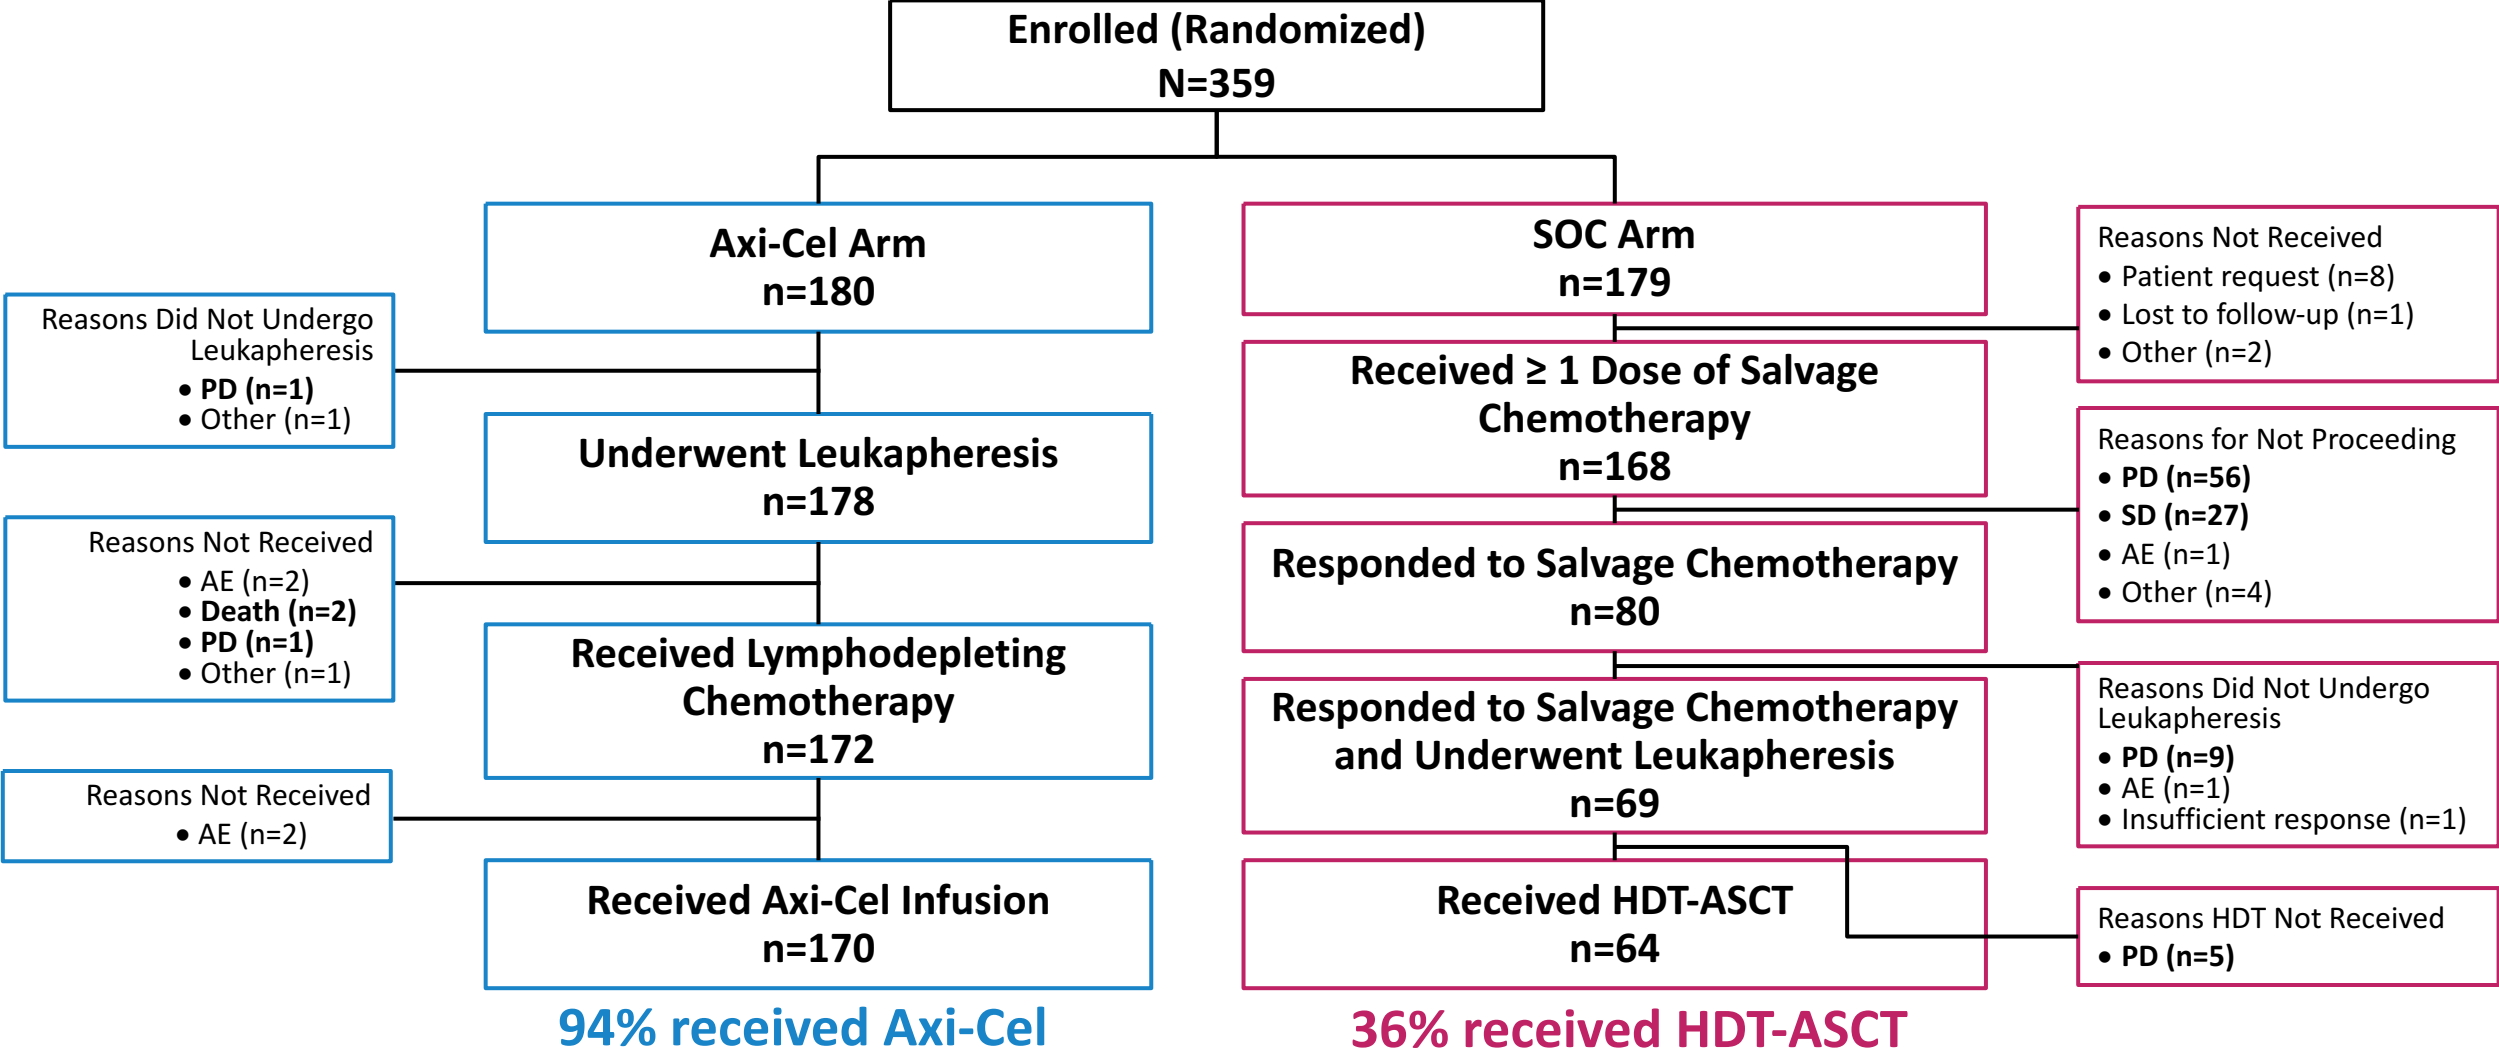 Enrolled (Randomized)
N=359
Axi-Cel Arm
n=180
Reasons Did Not Undergo
Leukapheresis
• PD (n=1)
• Other (n=1)
Underwent Leukapheresis
n=178
Reasons Not Received
• AE (n=2)
• Death (n=2)
• PD (n=1)
• Other (n=1)
Received Lymphodepleting
Chemotherapy
n=172
Reasons Not Received
• AE (n=2)
Received Axi-Cel Infusion
n=170
94% received Axi-Cel
SOC Arm
n=179
Reasons Not Received
• Patient request (n=8)
• Lost to follow-up (n=1)
• Other (n=2)
Received ≥ 1 Dose of Salvage
Chemotherapy
n=168
Reasons for Not Proceeding
• PD (n=56)
• SD (n=27)
• AE (n=1)
• Other (n=4)
Responded to Salvage Chemotherapy
n=80
Reasons Did Not Undergo
Leukapheresis
• PD (n=9)
• AE (n=1)
• Insufficient response (n=1)
Responded to Salvage Chemotherapy
and Underwent Leukapheresis
n=69
Reasons HDT Not Received
• PD (n=5)
Received HDT-ASCT
n=64
36% received HDT-ASCT